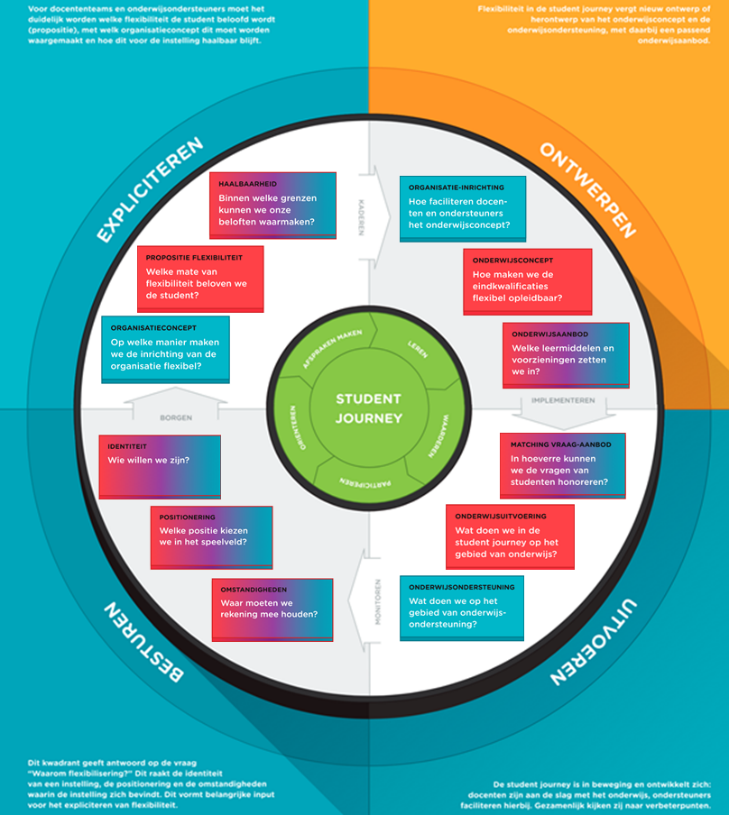 Voor docententeams en onderwijsondersteuners moet het
duidelijk worden welke flexibiliteit de student beloofd wordt
(propositie), met welk organisatieconcept dit moet worden
waargemaakt en hoe dit voor de instelling haalbaar blijft.
Flexibiliteit in de student journey vergt nieuw ontwerp of
herontwerp van het onderwijsconcept en de
onderwijsondersteuning, met daarbij een passend
onderwijsaanbod.
EXPLICITEREN
ONTWERPEN
HAALBAARHEID
Binnen welke grenzen
kunnen we onze
beloften waarmaken?
PROPOSITIE FLEXIBILITEIT
Welke mate van
flexibiliteit beloven we
de student?
ORGANISATIECONCEPT
Op welke manier maken
we de inrichting van de
organisatie flexibel?
KADEREN
ORGANISATIE-INRICHTING
Hoe faciliteren docen-
ten en ondersteuners
het onderwijsconcept?
ONDERWIJSCONCEPT
Hoe maken we de
eindkwalificaties
flexibel opleidbaar?
ONDERWIJSAANBOD
Welke leermiddelen en
voorzieningen zetten
we in?
AFSPRAKEN MAKEN
LEREN
WAARDEREN
PARTICIPEREN
ORIËNTEREN
STUDENT
JOURNEY
BORGEN
IMPLEMENTEREN
IDENTITEIT
Wie willen we zijn?
POSITIONERING
Welke positie kiezen
we in het speelveld?
OMSTANDIGHEDEN
Waar moeten we
rekening mee houden?
MONITOREN
MATCHING VRAAG-AANBOD
In hoeverre kunnen
we de vragen van
studenten honoreren?
ONDERWIJSUITVOERING
Wat doen we in de
student journey op het
gebied van onderwijs?
ONDERWIJSONDERSTEUNING
Wat doen we op het
gebied van onderwijs-
ondersteuning?
BESTUREN
UITVOEREN
Dit kwadrant geeft antwoord op de vraag
"Waarom flexibilisering?" Dit raakt de identiteit
van een instelling, de positionering en de omstandigheden
waarin de instelling zich bevindt. Dit vormt belangrijke input
voor het expliciteren van flexibiliteit.
De student journey is in beweging en ontwikkelt zich:
docenten zijn aan de slag met het onderwijs, ondersteuners
faciliteren hierbij. Gezamenlijk kijken zij naar verbeterpunten.